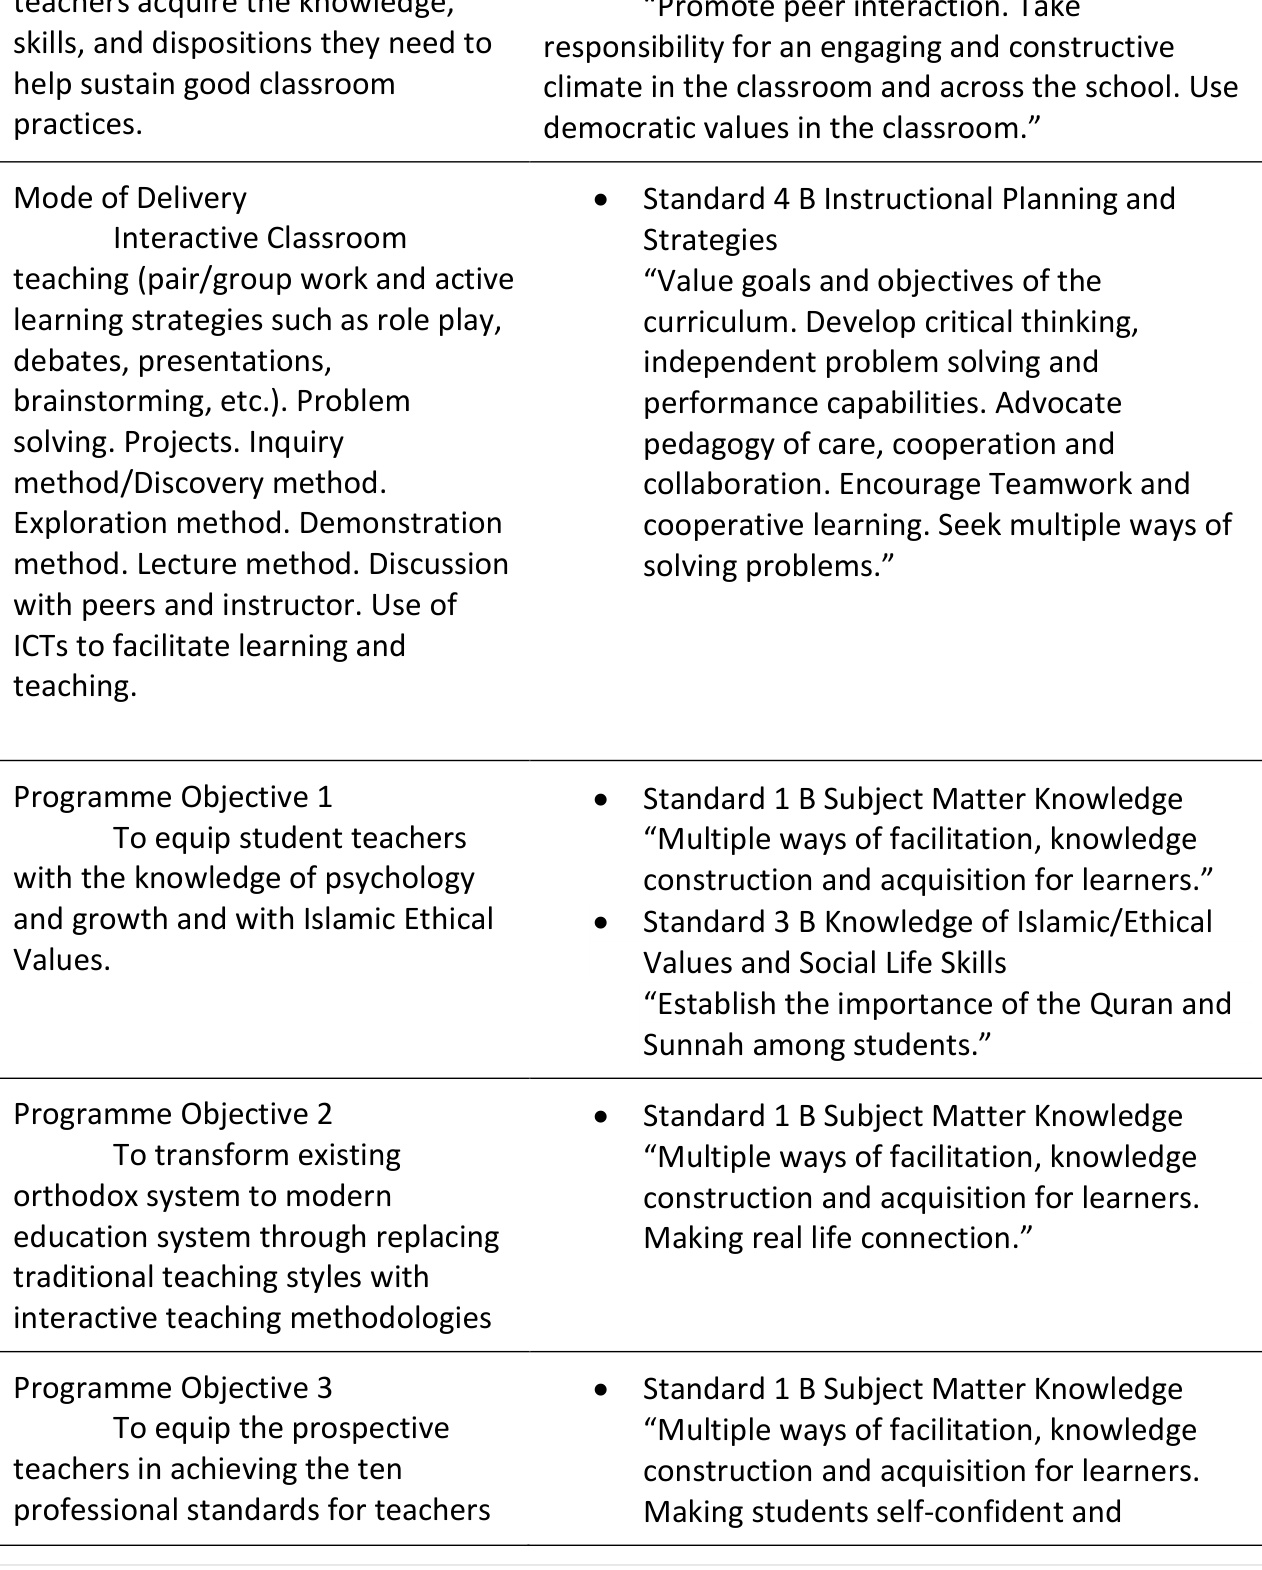 teachers acquire the knowledge,
skills, and dispositions they need to
help sustain good classroom
practices.
“Promote peer interaction. Take
responsibility for an engaging and constructive
climate in the classroom and across the school. Use
democratic values in the classroom.”
Mode of Delivery
Interactive Classroom
teaching (pair/group work and active
learning strategies such as role play,
debates, presentations,
brainstorming, etc.). Problem
solving. Projects. Inquiry
method/Discovery method.
Exploration method. Demonstration
method. Lecture method. Discussion
with peers and instructor. Use of
ICTs to facilitate learning and
teaching.
• Standard 4 B Instructional Planning and
Strategies
“Value goals and objectives of the
curriculum. Develop critical thinking,
independent problem solving and
performance capabilities. Advocate
pedagogy of care, cooperation and
collaboration. Encourage Teamwork and
cooperative learning. Seek multiple ways of
solving problems.”
Programme Objective 1
To equip student teachers
with the knowledge of psychology
and growth and with Islamic Ethical
Values.
• Standard 1 B Subject Matter Knowledge
“Multiple ways of facilitation, knowledge
construction and acquisition for learners.”
• Standard 3 B Knowledge of Islamic/Ethical
Values and Social Life Skills
“Establish the importance of the Quran and
Sunnah among students.”
Programme Objective 2
To transform existing
orthodox system to modern
education system through replacing
traditional teaching styles with
interactive teaching methodologies
• Standard 1 B Subject Matter Knowledge
“Multiple ways of facilitation, knowledge
construction and acquisition for learners.
Making real life connection.”
Programme Objective 3
To equip the prospective
teachers in achieving the ten
professional standards for teachers
• Standard 1 B Subject Matter Knowledge
“Multiple ways of facilitation, knowledge
construction and acquisition for learners.
Making students self-confident and